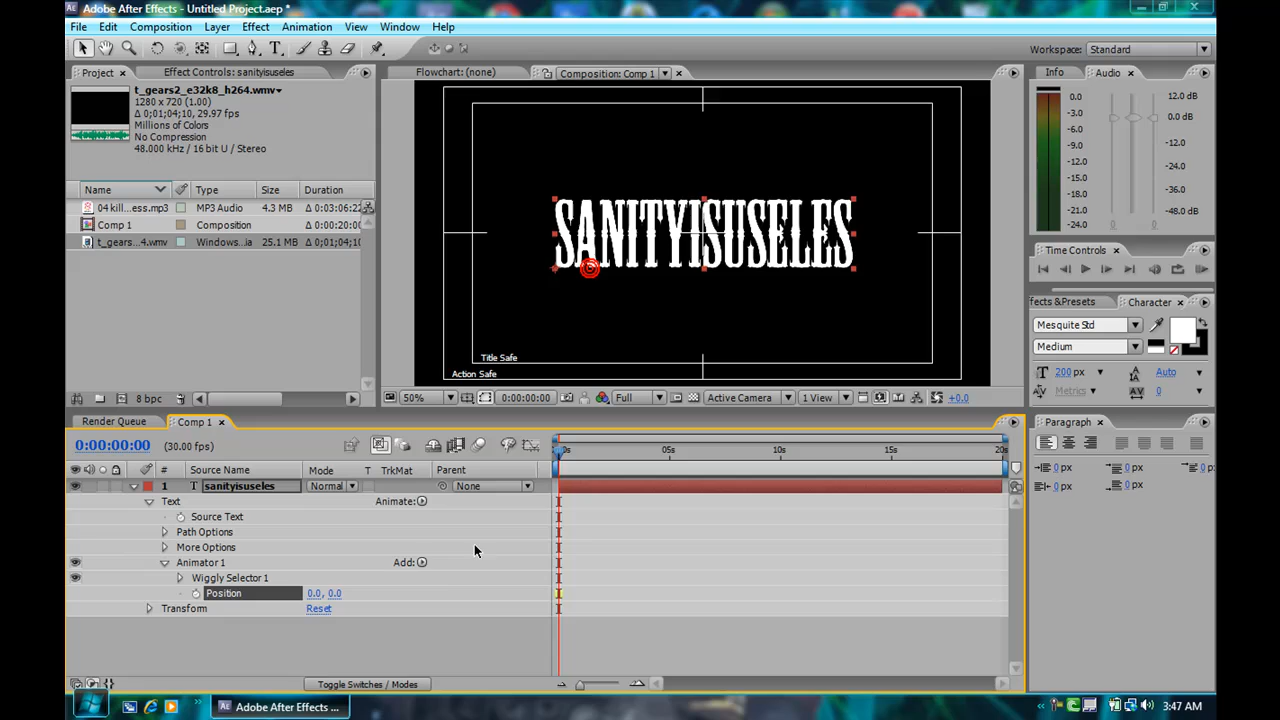 Adobe After Effects - Untitled Project.aep *
File Edit Composition Layer Effect Animation View Window Help
Workspace: Standard
Project Effect Controls: sanityisuseles
Flowchart: (none) Composition: Comp 1
Info Audio
t_gears2_e32k8_h264.wmv
1280 x 720 (1.00)
Δ 0;01;04;10, 29.97 fps
Millions of Colors
No Compression
48.000 kHz / 16 bit U / Stereo
0.0 12.0 dB
-3.0
-6.0 0.0 dB
-9.0
-12.0 -12.0
-15.0 -24.0
-18.0
-21.0 -36.0
-24.0 -48.0 dB
Name Type Size Duration
04 kill...ess.mp3 MP3 Audio 4.3 MB Δ 0:03:06:22
Comp 1 Composition Δ 0:00:20:00
t_gears...4.wmv Windows...ia 25.1 MB Δ 0;01;04;10
SANITYISUSELES
Title Safe
Action Safe
Time Controls
ffects&Presets Character
Mesquite Std
Medium
200 px Auto
Metrics AV 0
8 bpc
50% 0:00:00:00 Full Active Camera 1 View +0.0
Render Queue Comp 1
Paragraph
0:00:00:00 (30.00 fps)
0s 05s 10s 15s 20s
# Source Name Mode T TrkMat Parent
1 T sanityisuseles Normal None
Text Animate:
Source Text
Path Options
More Options
Animator 1 Add:
Wiggly Selector 1
Position 0.0, 0.0
Transform Reset
0 px 0 px 0 px
0 px 0 px
Toggle Switches / Modes
Adobe After Effects ... 3:47 AM